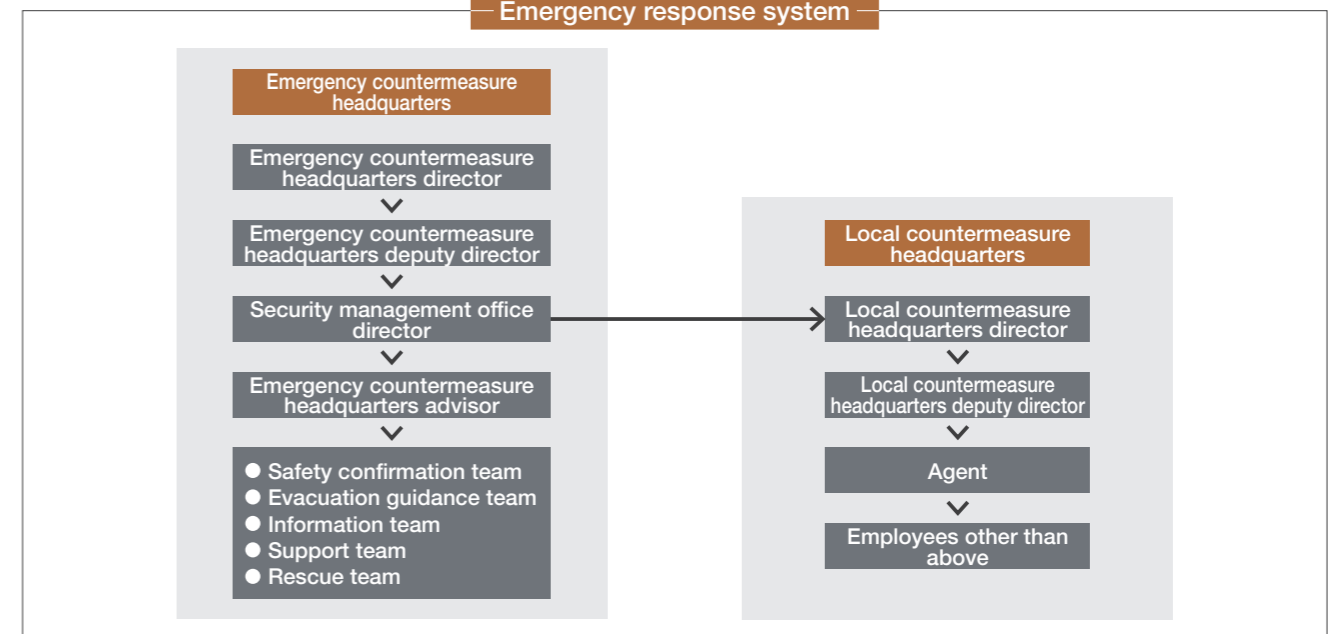 Emergency response system
Emergency countermeasure
headquarters
Emergency countermeasure
headquarters director
Emergency countermeasure
headquarters deputy director
Security management office
director
Emergency countermeasure
headquarters advisor
● Safety confirmation team
● Evacuation guidance team
● Information team
● Support team
● Rescue team
Local countermeasure
headquarters
Local countermeasure
headquarters director
Local countermeasure
headquarters deputy director
Agent
Employees other than
above